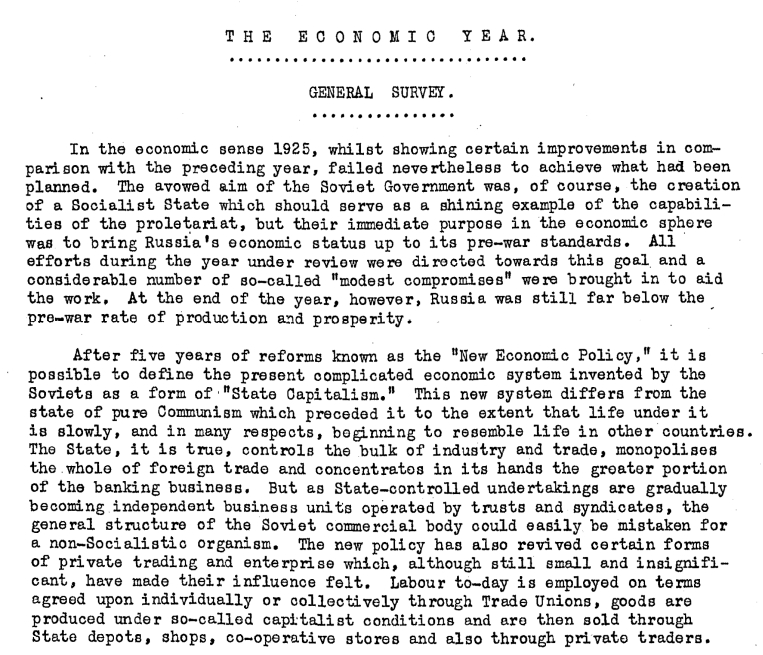 THE ECONOMIC YEAR.
GENERAL SURVEY.
In the economic sense 1925, whilst showing certain improvements in com-
parison with the preceding year, failed nevertheless to achieve what had been
planned. The avowed aim of the Soviet Government was, of course, the creation
of a Socialist State which should serve as a shining example of the capabili-
ties of the proletariat, but their immediate purpose in the economic sphere
was to bring Russia's economic status up to its pre-war standards. All
efforts during the year under review were directed towards this goal and a
considerable number of so-called "modest compromises" were brought in to aid
the work. At the end of the year, however, Russia was still far below the
pre-war rate of production and prosperity.
After five years of reforms known as the "New Economic Policy," it is
possible to define the present complicated economic system invented by the
Soviets as a form of "State Capitalism." This new system differs from the
state of pure Communism which preceded it to the extent that life under it
is slowly, and in many respects, beginning to resemble life in other countries.
The State, it is true, controls the bulk of industry and trade, monopolises
the whole of foreign trade and concentrates in its hands the greater portion
of the banking business. But as State-controlled undertakings are gradually
becoming independent business units operated by trusts and syndicates, the
general structure of the Soviet commercial body could easily be mistaken for
a non-Socialistic organism. The new policy has also revived certain forms
of private trading and enterprise which, although still small and insignifi-
cant, have made their influence felt. Labour to-day is employed on terms
agreed upon individually or collectively through Trade Unions, goods are
produced under so-called capitalist conditions and are then sold through
State depots, shops, co-operative stores and also through private traders.